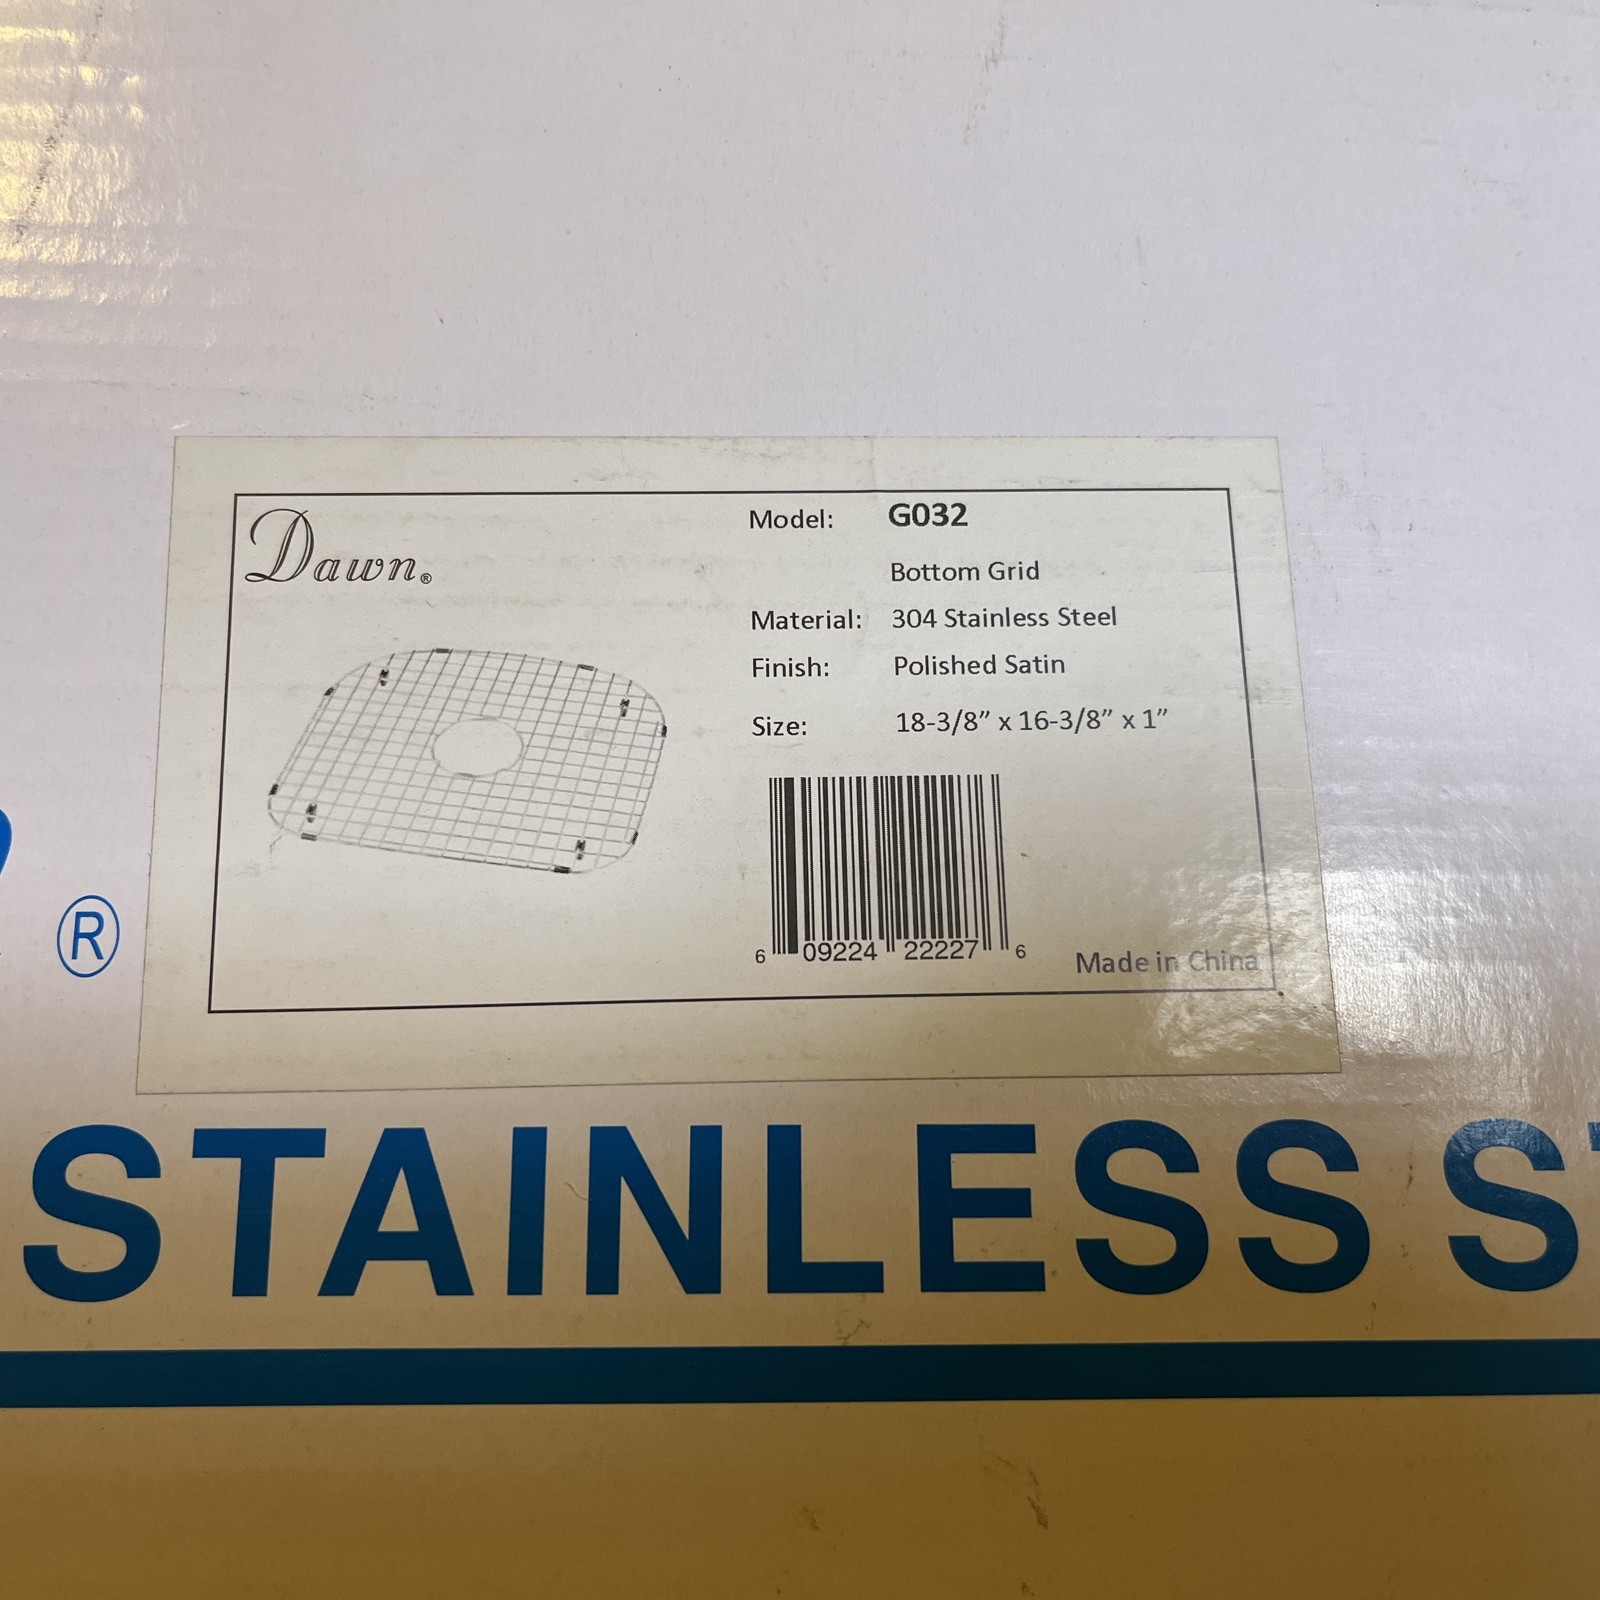 Dawn®
Model: G032
Bottom Grid
Material: 304 Stainless Steel
Finish: Polished Satin
Size: 18-3/8” x 16-3/8” x 1”
6 09224 22227 6
Made in China
®
STAINLESS ST